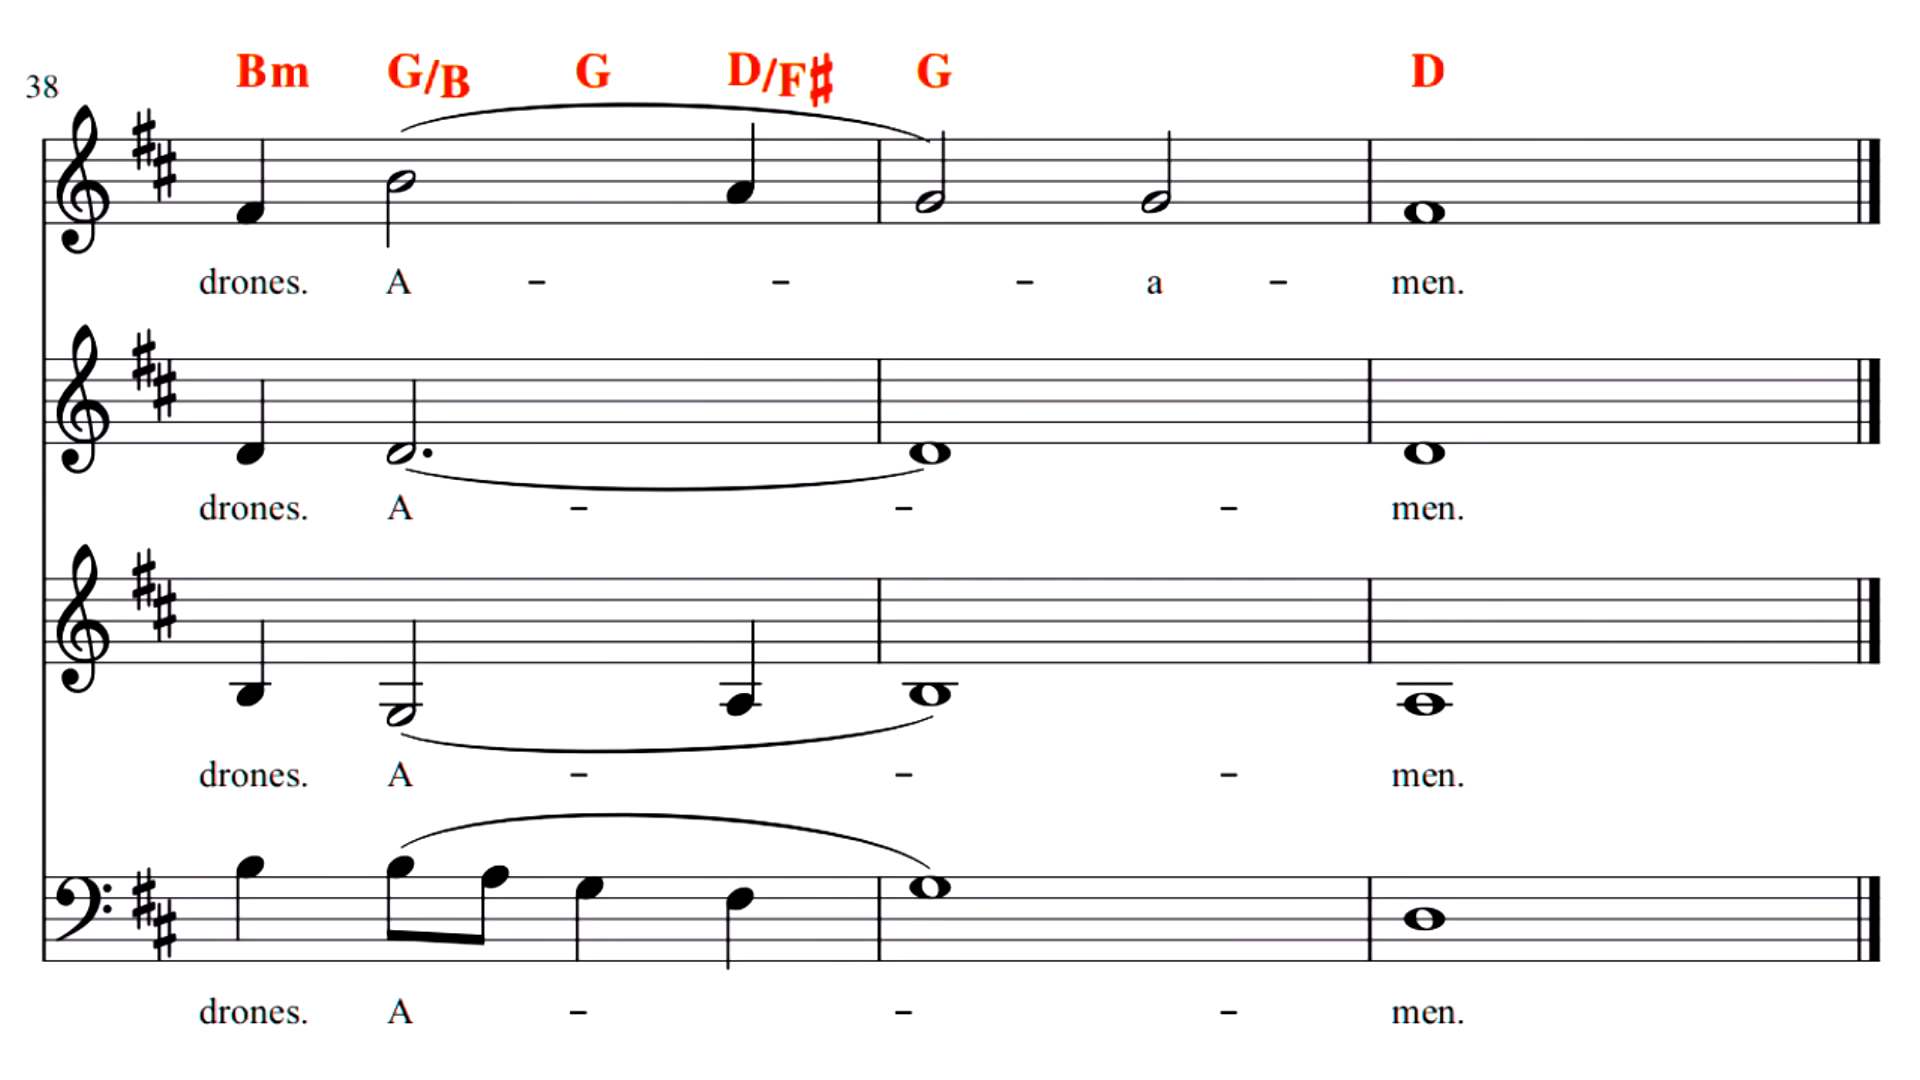 Bm G/B G D/F♯ G D
38
drones. A - - - a - men.
drones. A - - - men.
drones. A - - - men.
drones. A - - - men.